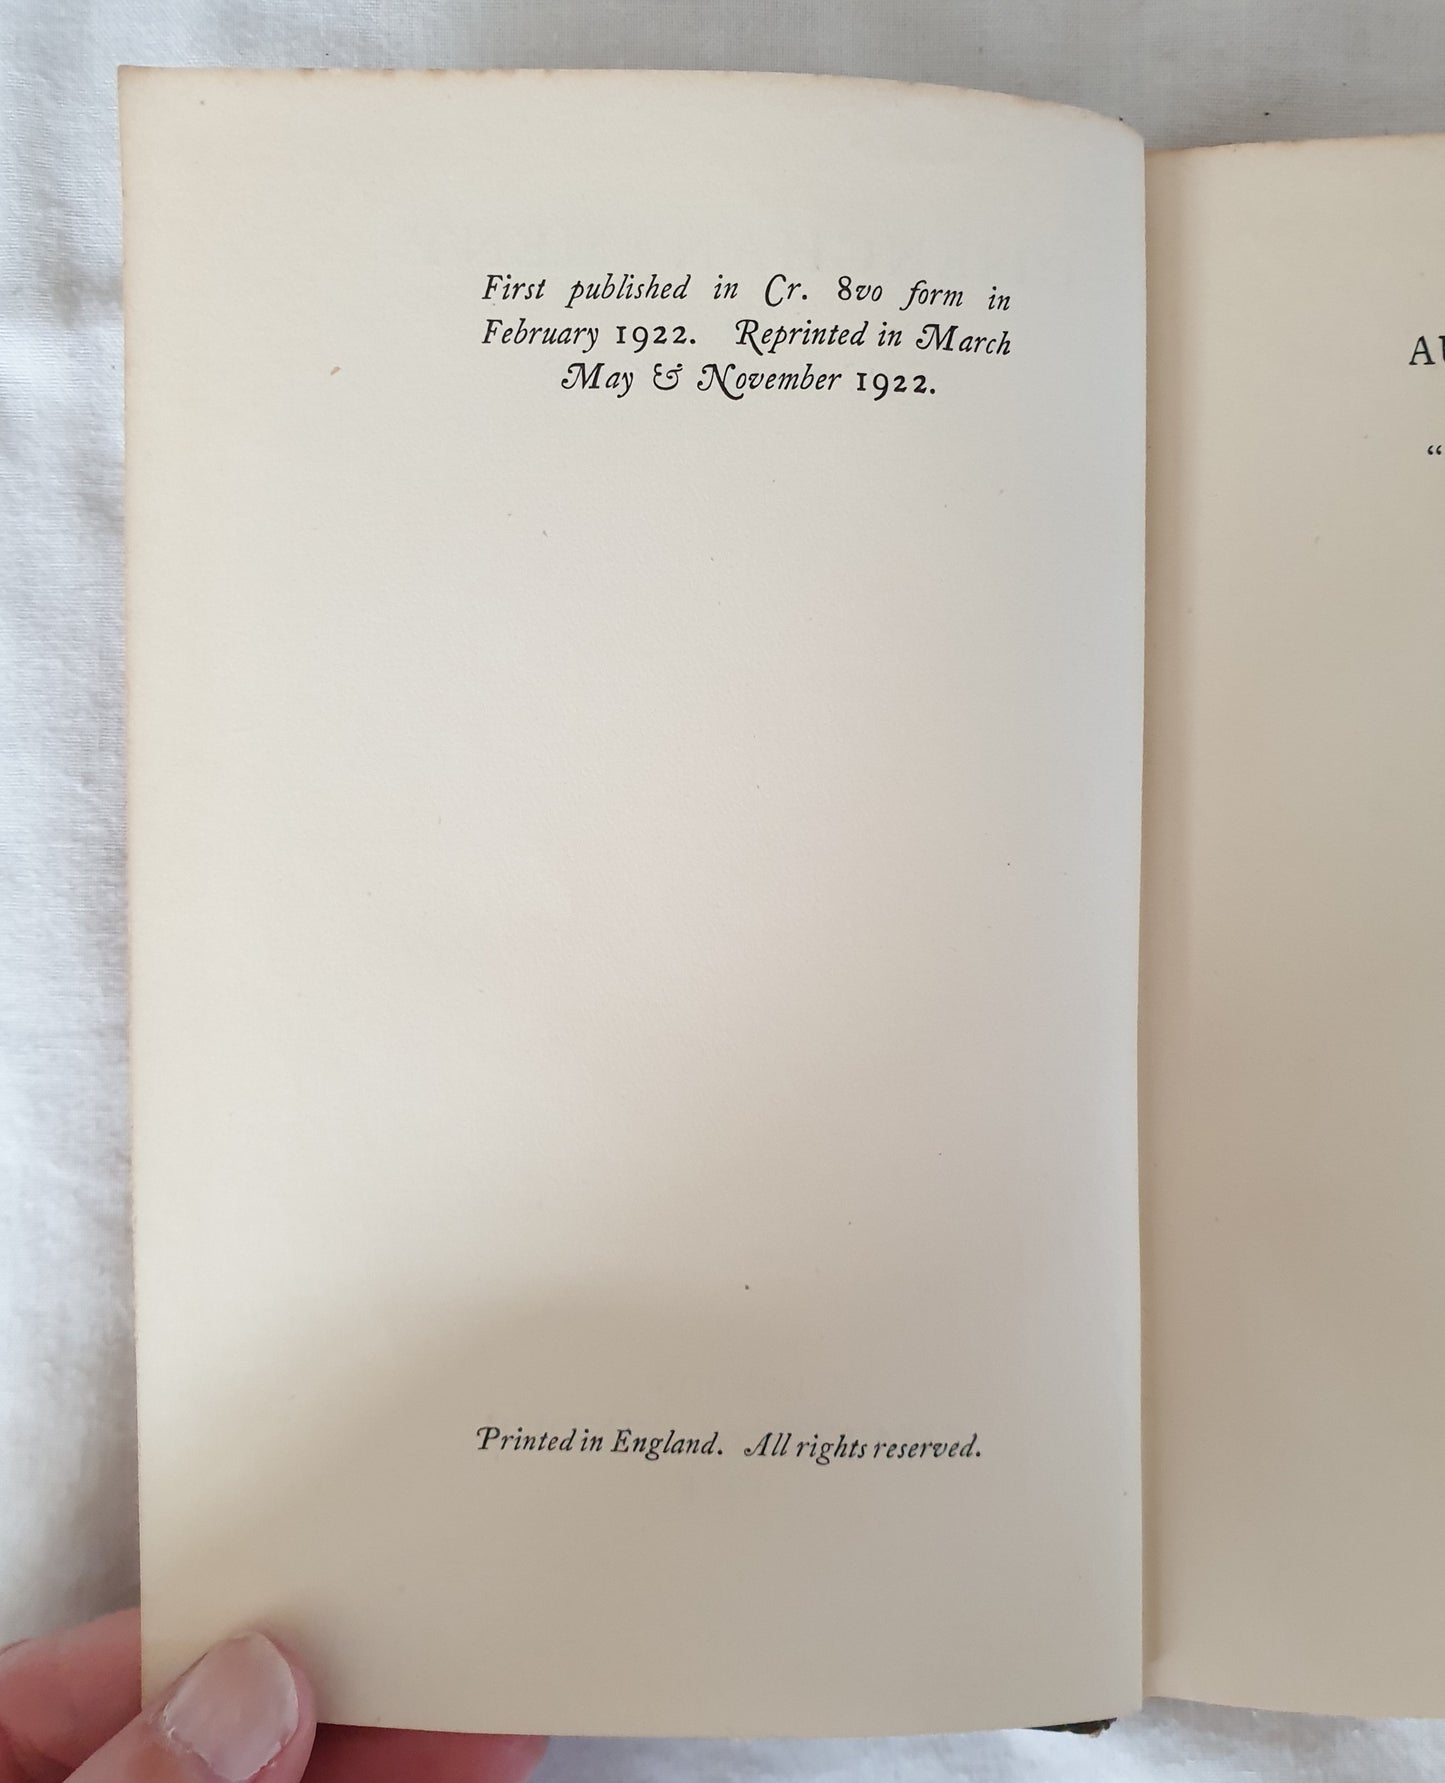 First published in Cr. 8vo form in
February 1922. Reprinted in March
May & November 1922.
Printed in England. All rights reserved.
AU
“